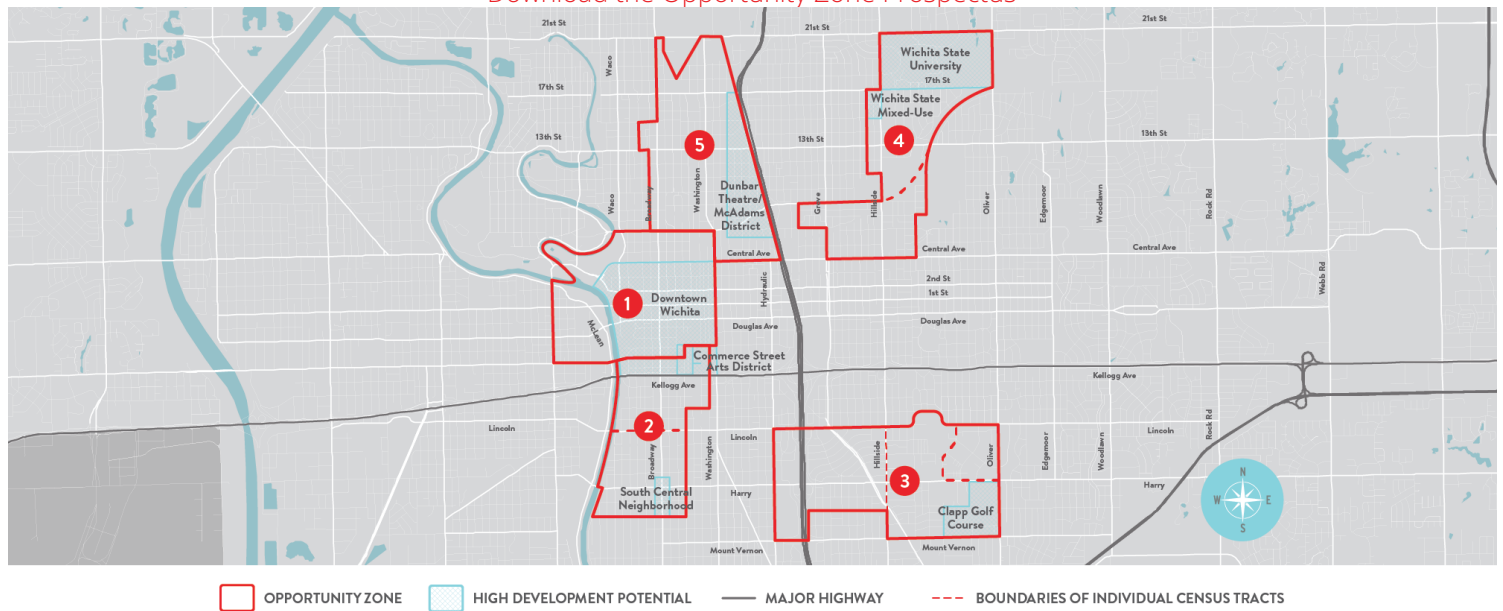 Download the Opportunity Zone Prospectus
21st St
21st St
21st St
Waco
Wichita State
University
17th St
17th St
Wichita State
Mixed-Use
13th St
13th St
13th St
5
4
Dunbar
Theatre/
McAdams
District
Waco
Broadway
Washington
Grove
Hillside
Oliver
Edgemoor
Woodlawn
Rock Rd
Central Ave
Central Ave
Central Ave
2nd St
1st St
Hydraulic
Webb Rd
1
Downtown
Wichita
McLean
Douglas Ave
Douglas Ave
Commerce Street
Arts District
Kellogg Ave
Kellogg Ave
2
Lincoln
Lincoln
Lincoln
Broadway
Washington
Hillside
Oliver
Edgemoor
Woodlawn
Rock Rd
3
Harry
Harry
South Central
Neighborhood
Clapp Golf
Course
Mount Vernon
Mount Vernon
N
W
E
S
OPPORTUNITY ZONE
HIGH DEVELOPMENT POTENTIAL
MAJOR HIGHWAY
BOUNDARIES OF INDIVIDUAL CENSUS TRACTS